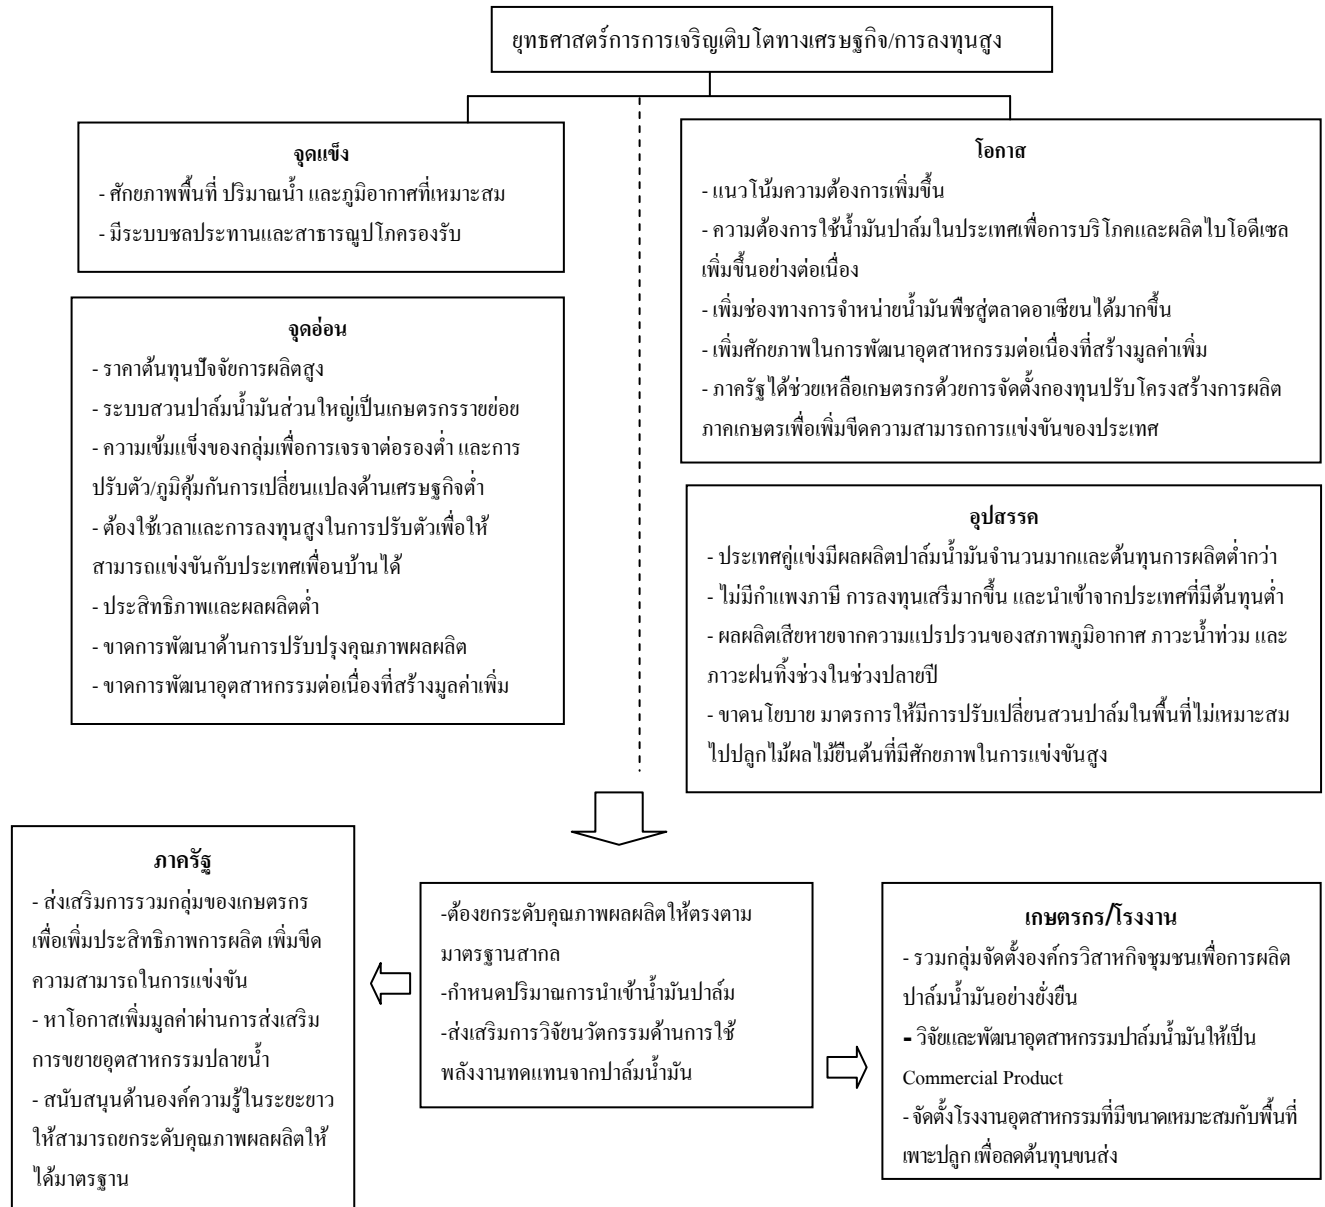 ยุทธศาสตร์การการเจริญเติบโตทางเศรษฐกิจ/การลงทุนสูง
จุดแข็ง
- ศักยภาพพื้นที่ ปริมาณน้ำ และภูมิอากาศที่เหมาะสม
- มีระบบชลประทานและสาธารณูปโภครองรับ
จุดอ่อน
- ราคาต้นทุนปัจจัยการผลิตสูง
- ระบบสวนปาล์มน้ำมันส่วนใหญ่เป็นเกษตรกรรายย่อย
- ความเข้มแข็งของกลุ่มเพื่อการเจรจาต่อรองต่ำ และการ
ปรับตัว/ภูมิคุ้มกันการเปลี่ยนแปลงด้านเศรษฐกิจต่ำ
- ต้องใช้เวลาและการลงทุนสูงในการปรับตัวเพื่อให้
สามารถแข่งขันกับประเทศเพื่อนบ้านได้
- ประสิทธิภาพและผลผลิตต่ำ
- ขาดการพัฒนาด้านการปรับปรุงคุณภาพผลผลิต
- ขาดการพัฒนาอุตสาหกรรมต่อเนื่องที่สร้างมูลค่าเพิ่ม
โอกาส
- แนวโน้มความต้องการเพิ่มขึ้น
- ความต้องการใช้น้ำมันปาล์มในประเทศเพื่อการบริโภคและผลิตไบโอดีเซล
เพิ่มขึ้นอย่างต่อเนื่อง
- เพิ่มช่องทางการจำหน่ายน้ำมันพืชสู่ตลาดอาเซียนได้มากขึ้น
- เพิ่มศักยภาพในการพัฒนาอุตสาหกรรมต่อเนื่องที่สร้างมูลค่าเพิ่ม
- ภาครัฐได้ช่วยเหลือเกษตรกรด้วยการจัดตั้งกองทุนปรับโครงสร้างการผลิต
ภาคเกษตรเพื่อเพิ่มขีดความสามารถการแข่งขันของประเทศ
อุปสรรค
- ประเทศคู่แข่งมีผลผลิตปาล์มน้ำมันจำนวนมากและต้นทุนการผลิตต่ำกว่า
- ไม่มีกำแพงภาษี การลงทุนเสรีมากขึ้น และนำเข้าจากประเทศที่มีต้นทุนต่ำ
- ผลผลิตเสียหายจากความแปรปรวนของสภาพภูมิอากาศ ภาวะน้ำท่วม และ
ภาวะฝนทิ้งช่วงในช่วงปลายปี
- ขาดนโยบาย มาตรการให้มีการปรับเปลี่ยนสวนปาล์มในพื้นที่ไม่เหมาะสม
ไปปลูกไม้ผลไม้ยืนต้นที่มีศักยภาพในการแข่งขันสูง
ภาครัฐ
- ส่งเสริมการรวมกลุ่มของเกษตรกร
เพื่อเพิ่มประสิทธิภาพการผลิต เพิ่มขีด
ความสามารถในการแข่งขัน
- หาโอกาสเพิ่มมูลค่าผ่านการส่งเสริม
การขยายอุตสาหกรรมปลายน้ำ
- สนับสนุนด้านองค์ความรู้ในระยะยาว
ให้สามารถยกระดับคุณภาพผลผลิตให้
ได้มาตรฐาน
-ต้องยกระดับคุณภาพผลผลิตให้ตรงตาม
มาตรฐานสากล
-กำหนดปริมาณการนำเข้าน้ำมันปาล์ม
-ส่งเสริมการวิจัยนวัตกรรมด้านการใช้
พลังงานทดแทนจากปาล์มน้ำมัน
เกษตรกร/โรงงาน
- รวมกลุ่มจัดตั้งองค์กรวิสาหกิจชุมชนเพื่อการผลิต
ปาล์มน้ำมันอย่างยั่งยืน
- วิจัยและพัฒนาอุตสาหกรรมปาล์มน้ำมันให้เป็น
Commercial Product
- จัดตั้งโรงงานอุตสาหกรรมที่มีขนาดเหมาะสมกับพื้นที่
เพาะปลูก เพื่อลดต้นทุนขนส่ง